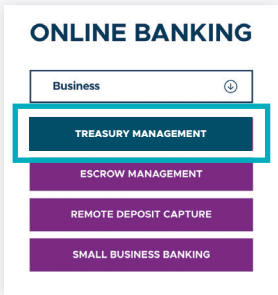 ONLINE BANKING
Business
TREASURY MANAGEMENT
ESCROW MANAGEMENT
REMOTE DEPOSIT CAPTURE
SMALL BUSINESS BANKING